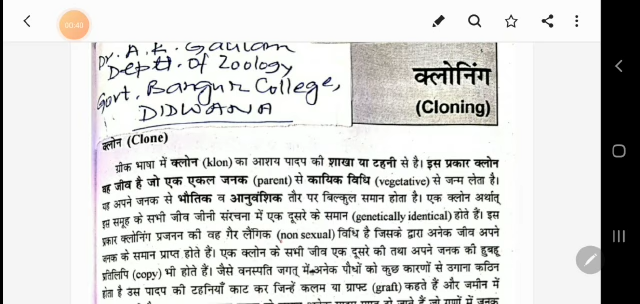 00:40
Dr. A.K. Gautam
Deptt. of Zoology
Govt. Bangur College,
DIDWANA
क्लोनिंग
(Cloning)
क्लोन (Clone)
ग्रीक भाषा में क्लोन (klon) का आशय पादप की शाखा या टहनी से है। इस प्रकार क्लोन
वह जीव है जो एक एकल जनक (parent) से कायिक विधि (vegetative) से जन्म लेता है।
यह अपने जनक से भौतिक व आनुवंशिक तौर पर बिल्कुल समान होता है। एक क्लोन अर्थात्
इस समूह के सभी जीव जीनी संरचना में एक दूसरे के समान (genetically identical) होते हैं। इस
प्रकार क्लोनिंग प्रजनन की वह गैर लैंगिक (non sexual) विधि है जिसके द्वारा अनेक जीव अपने
जनक के समान प्राप्त होते हैं। एक क्लोन के सभी जीव एक दूसरे की तथा अपने जनक की हुबहू
प्रतिलिपि (copy) भी होते हैं। जैसे वनस्पति जगत् में अनेक पौधों को कुछ कारणों से उगाना कठिन
होता है उस पादप की टहनियाँ काट कर जिन्हें कलम या ग्राफ्ट (graft) कहते हैं और जमीन में